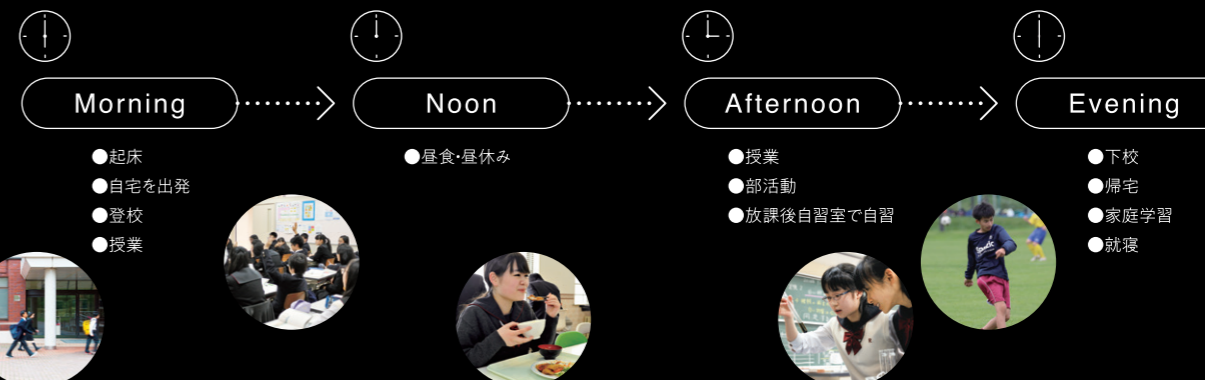 Morning
●起床
●自宅を出発
●登校
●授業
Noon
●昼食・昼休み
Afternoon
●授業
●部活動
●放課後自習室で自習
Evening
●下校
●帰宅
●家庭学習
●就寝